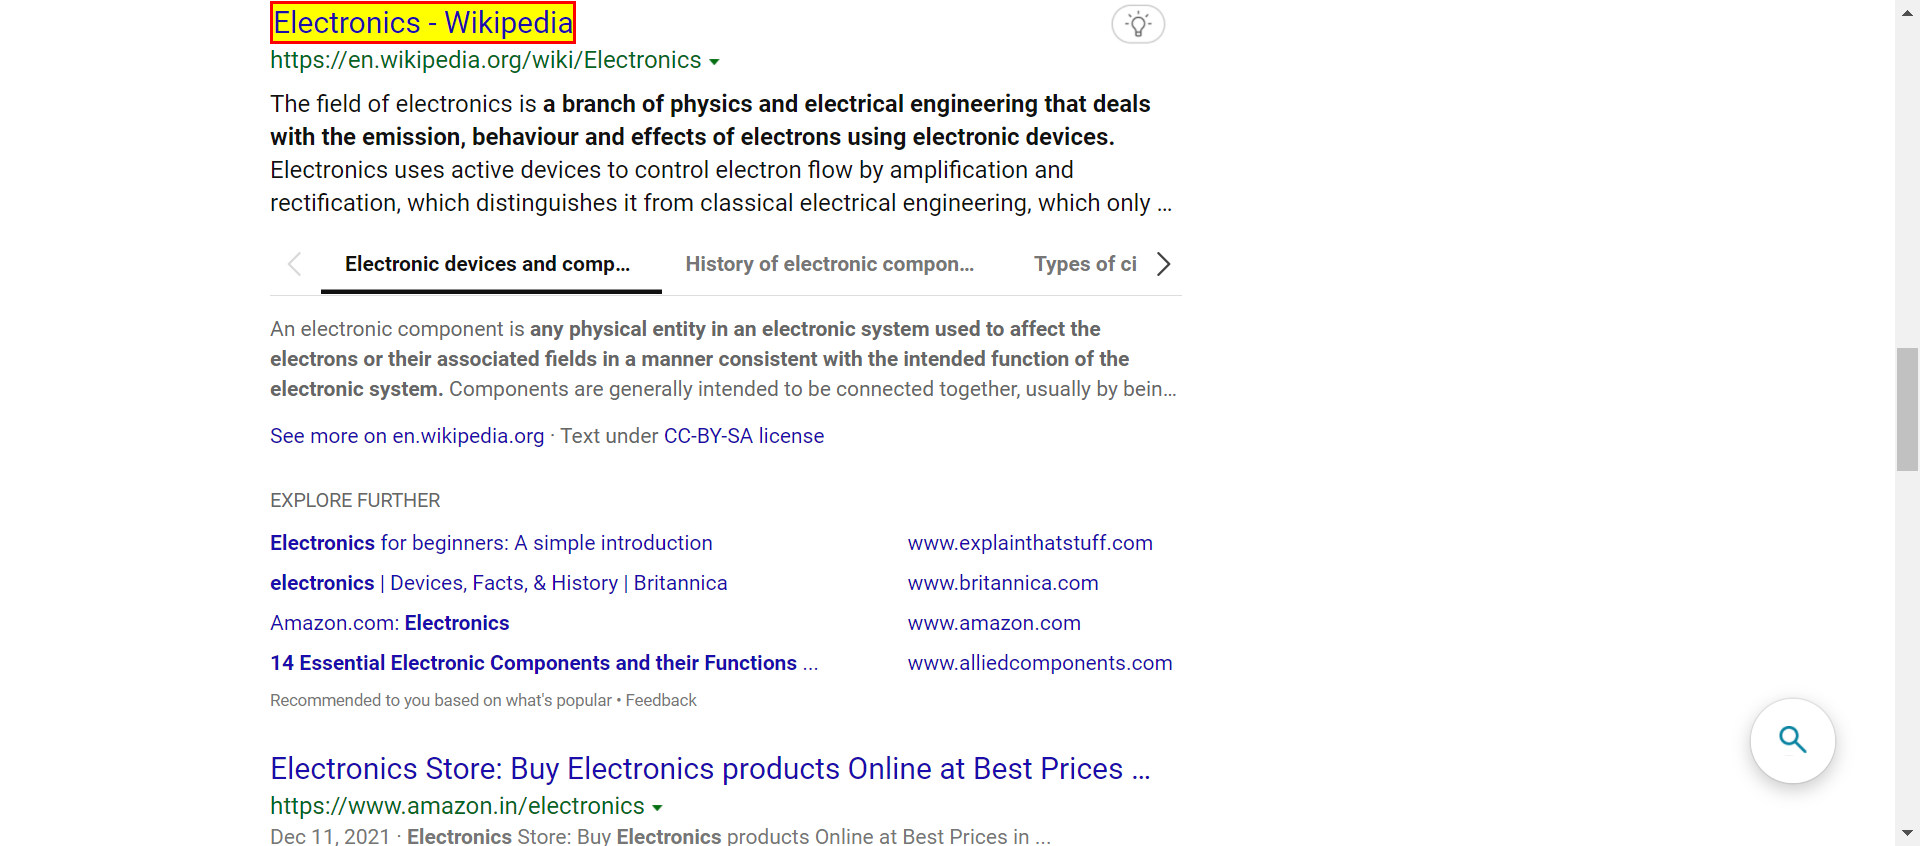 Electronics - Wikipedia
https://en.wikipedia.org/wiki/Electronics
The field of electronics is a branch of physics and electrical engineering that deals
with the emission, behaviour and effects of electrons using electronic devices.
Electronics uses active devices to control electron flow by amplification and
rectification, which distinguishes it from classical electrical engineering, which only ...
Electronic devices and comp... History of electronic compon... Types of ci
An electronic component is any physical entity in an electronic system used to affect the
electrons or their associated fields in a manner consistent with the intended function of the
electronic system. Components are generally intended to be connected together, usually by bein...
See more on en.wikipedia.org · Text under CC-BY-SA license
EXPLORE FURTHER
Electronics for beginners: A simple introduction www.explainthatstuff.com
electronics | Devices, Facts, & History | Britannica www.britannica.com
Amazon.com: Electronics www.amazon.com
14 Essential Electronic Components and their Functions ... www.alliedcomponents.com
Recommended to you based on what's popular • Feedback
Electronics Store: Buy Electronics products Online at Best Prices ...
https://www.amazon.in/electronics
Dec 11, 2021 · Electronics Store: Buy Electronics products Online at Best Prices in ...